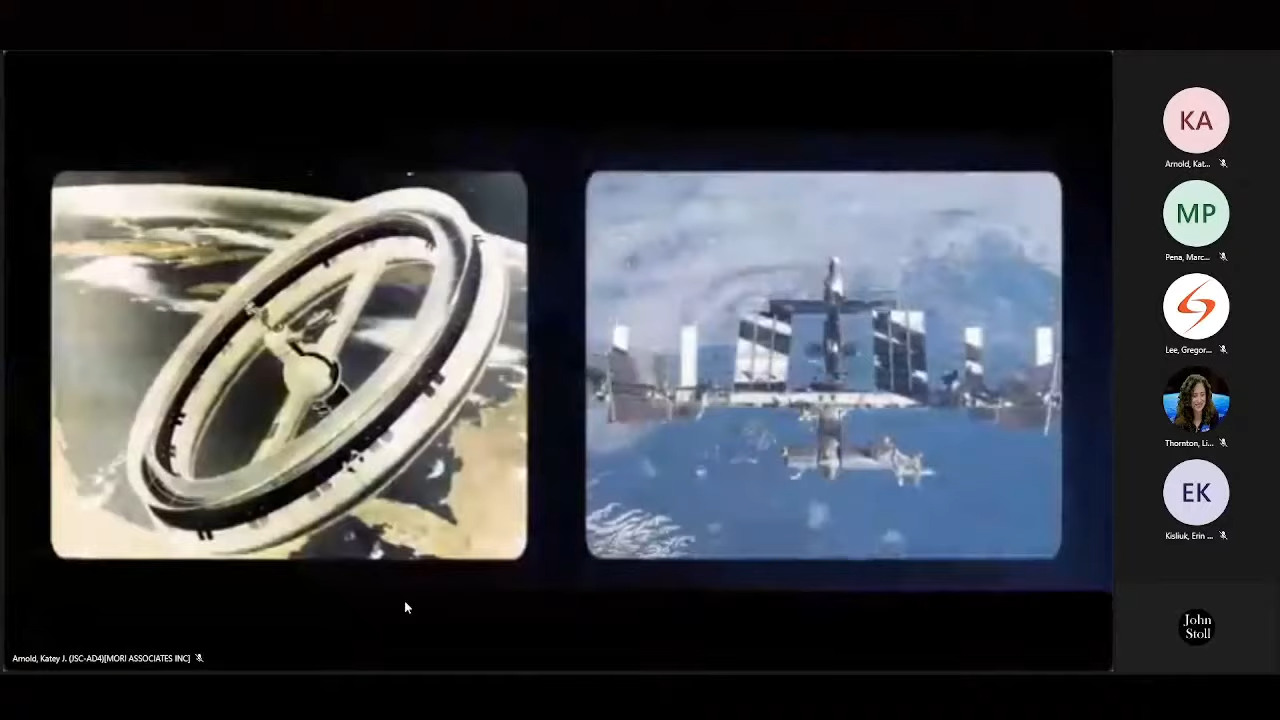 KA
Arnold, Kat...
MP
Pena, Marc...
Lee, Gregor...
Thornton, Li...
EK
Kisliuk, Erin ...
John
Stoll
Arnold, Katey J. (JSC-AD4)[MORI ASSOCIATES INC]